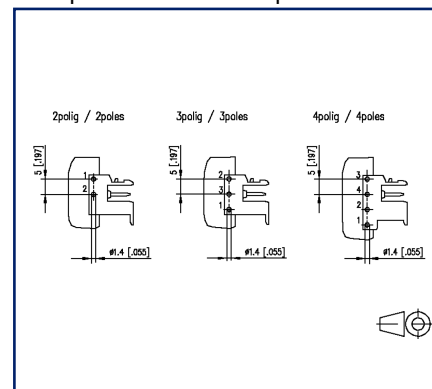 2polig / 2poles
3polig / 3poles
4polig / 4poles
5 [.197]
1
2
ø1.4 [.055]
5 [.197]
2
3
1
ø1.4 [.055]
5 [.197]
3
4
2
1
ø1.4 [.055]